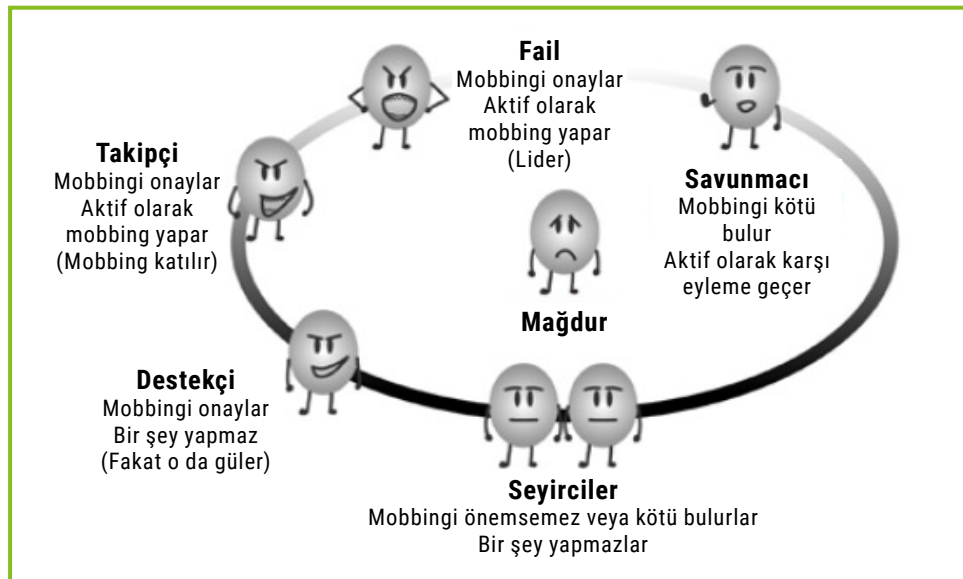 Fail
Mobbingi onaylar
Aktif olarak
mobbing yapar
(Lider)
Takipçi
Mobbingi onaylar
Aktif olarak
mobbing yapar
(Mobbing katılır)
Savunmacı
Mobbingi kötü
bulur
Aktif olarak karşı
eyleme geçer
Mağdur
Destekçi
Mobbingi onaylar
Bir şey yapmaz
(Fakat o da güler)
Seyirciler
Mobbingi önemsemez veya kötü bulurlar
Bir şey yapmazlar